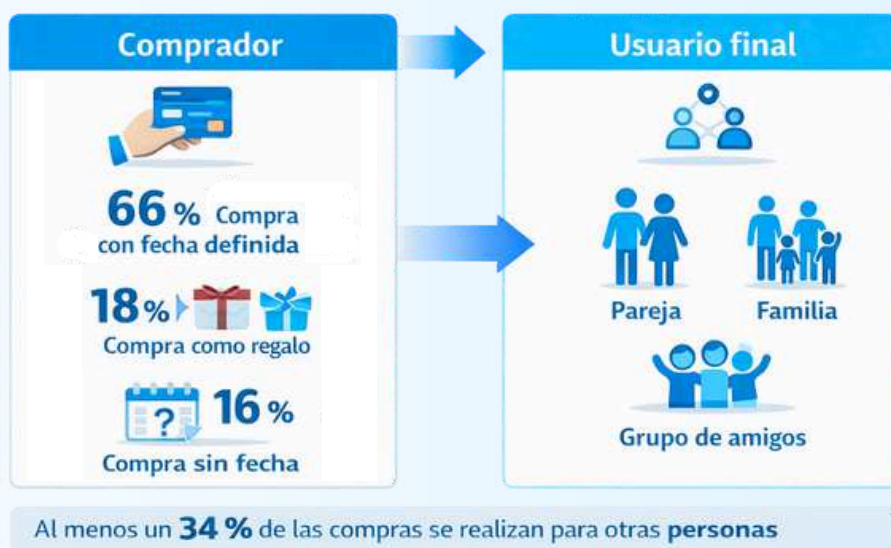 Comprador
66 % Compra
con fecha definida
18 %
Compra como regalo
? 16 %
Compra sin fecha
Usuario final
Pareja
Familia
Grupo de amigos
Al menos un 34 % de las compras se realizan para otras personas